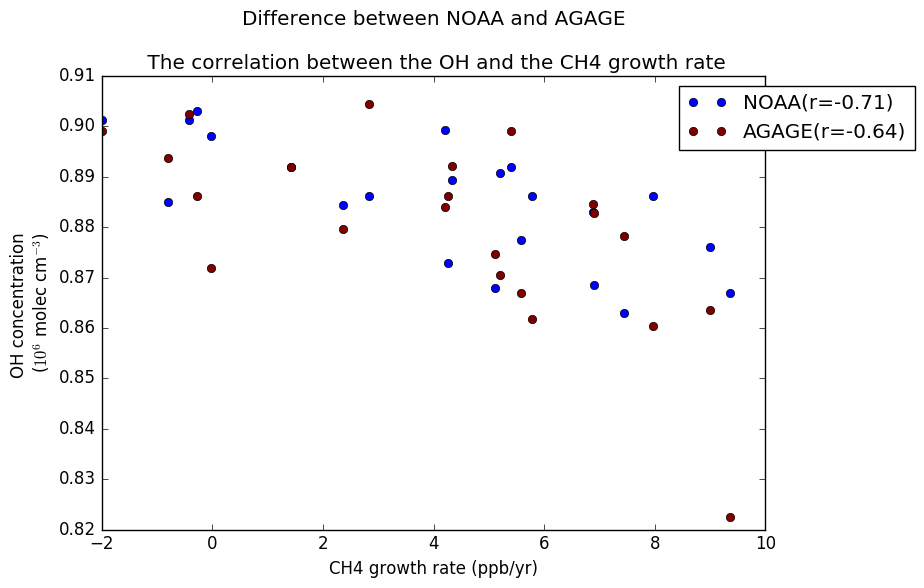 Difference between NOAA and AGAGE
The correlation between the OH and the CH4 growth rate
NOAA(r=-0.71)
AGAGE(r=-0.64)
0.91
0.90
0.89
0.88
0.87
0.86
0.85
0.84
0.83
0.82
OH concentration
(10⁶ molec cm⁻³)
−2 0 2 4 6 8 10
CH4 growth rate (ppb/yr)